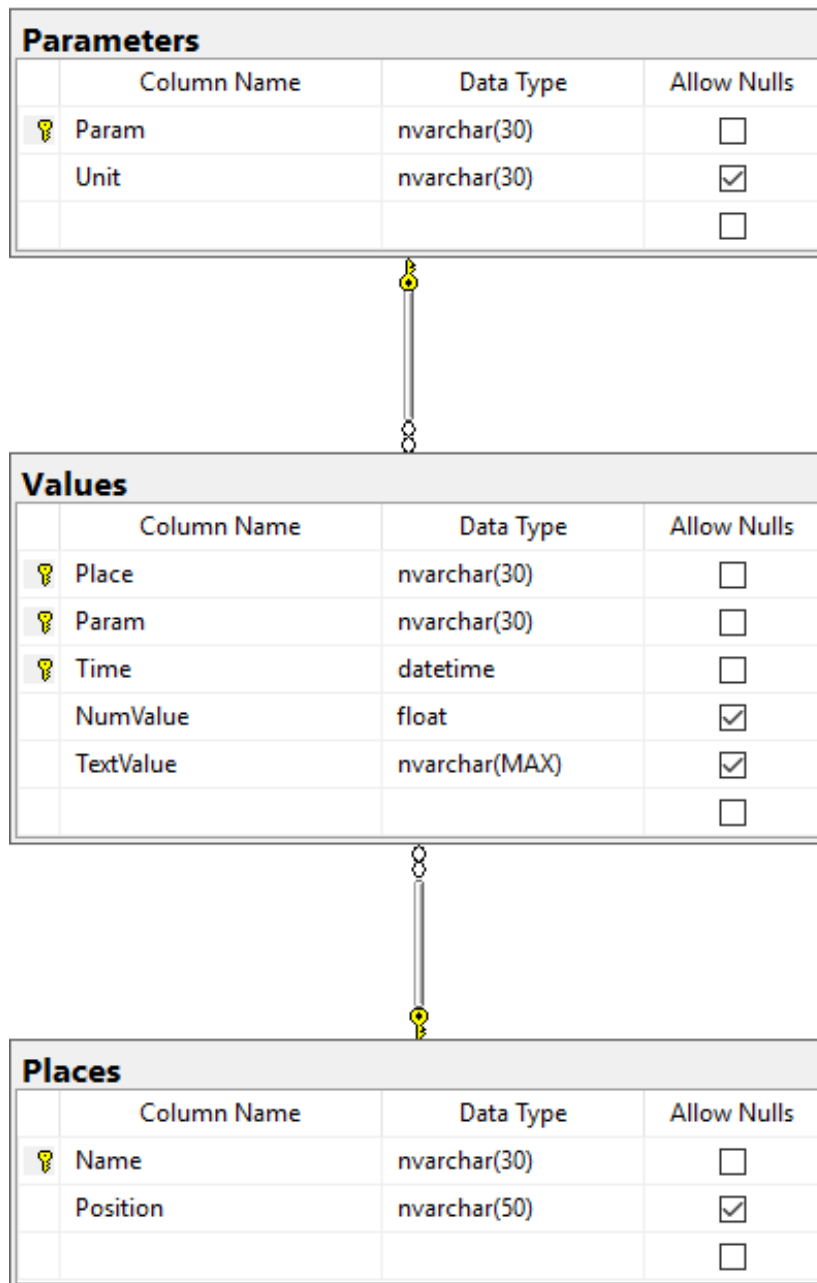 Parameters
Column Name Data Type Allow Nulls
Param nvarchar(30)
Unit nvarchar(30)
Values
Column Name Data Type Allow Nulls
Place nvarchar(30)
Param nvarchar(30)
Time datetime
NumValue float
TextValue nvarchar(MAX)
Places
Column Name Data Type Allow Nulls
Name nvarchar(30)
Position nvarchar(50)